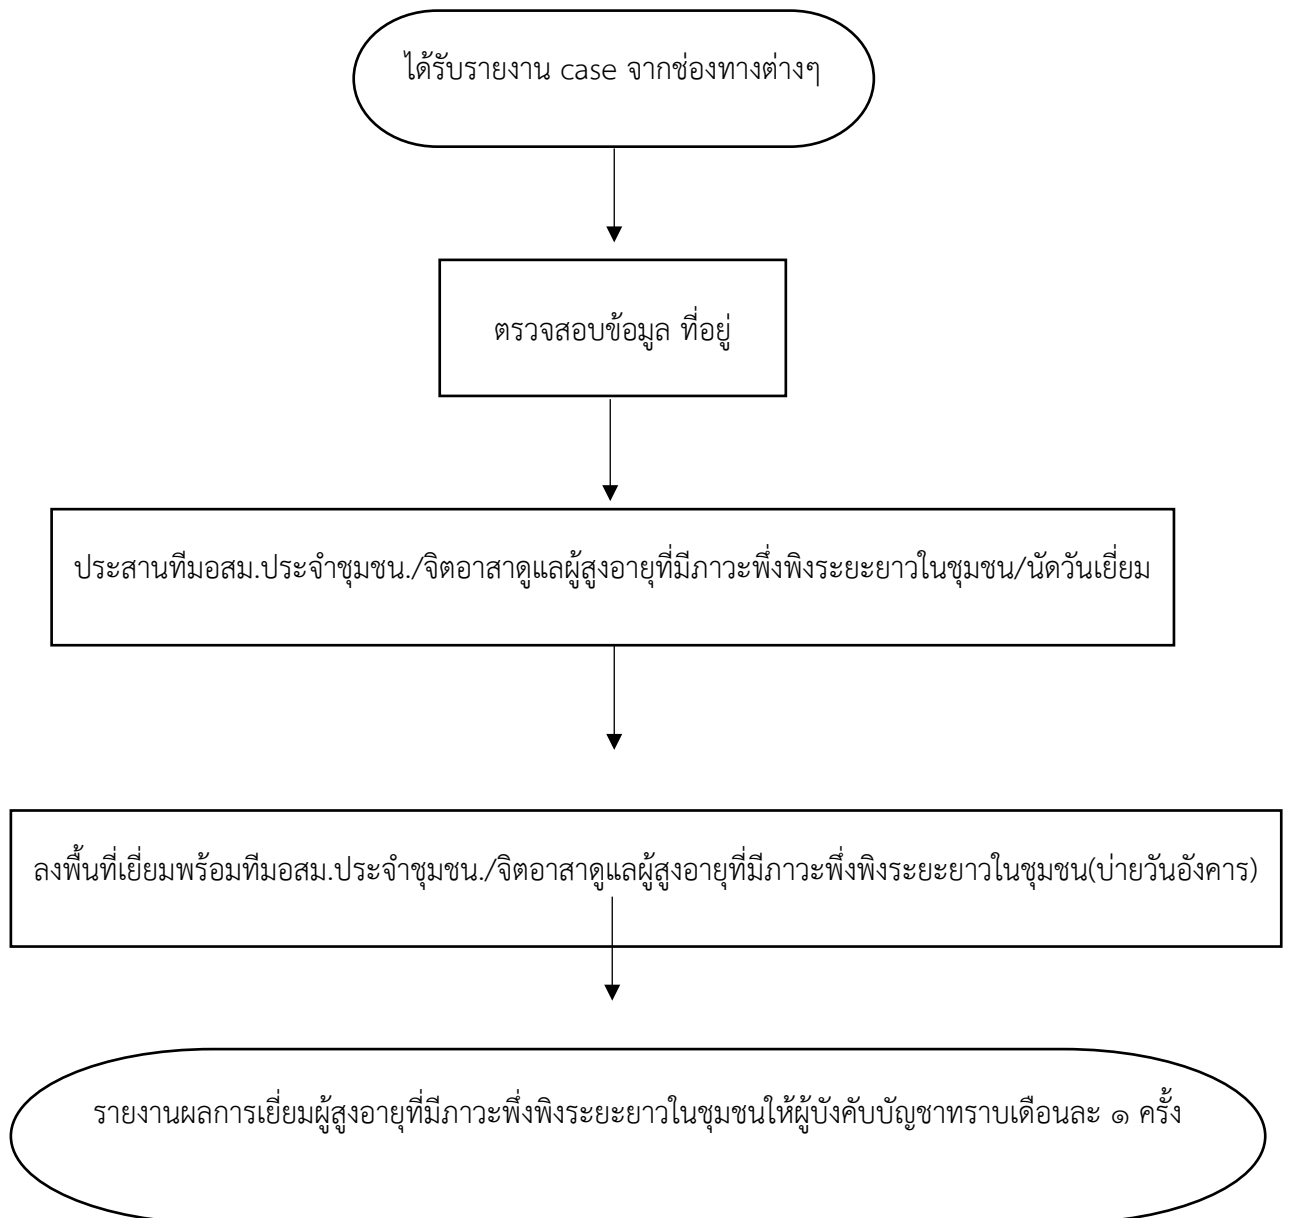 ได้รับรายงาน case จากช่องทางต่างๆ
ตรวจสอบข้อมูล ที่อยู่
ประสานทีมอสม.ประจำชุมชน./จิตอาสาดูแลผู้สูงอายุที่มีภาวะพึ่งพิงระยะยาวในชุมชน/นัดวันเยี่ยม
ลงพื้นที่เยี่ยมพร้อมทีมอสม.ประจำชุมชน./จิตอาสาดูแลผู้สูงอายุที่มีภาวะพึ่งพิงระยะยาวในชุมชน(บ่ายวันอังคาร)
รายงานผลการเยี่ยมผู้สูงอายุที่มีภาวะพึ่งพิงระยะยาวในชุมชนให้ผู้บังคับบัญชาทราบเดือนละ ๑ ครั้ง